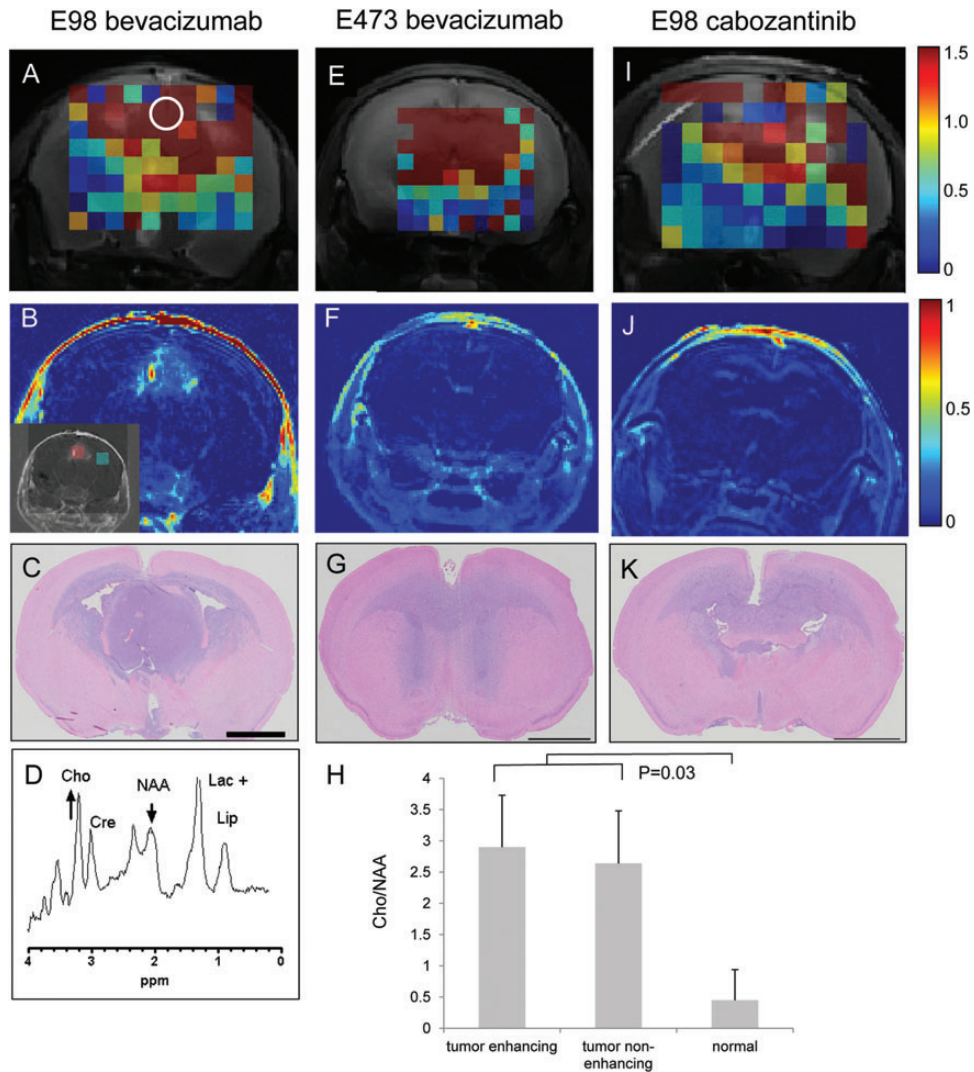 E98 bevacizumab
E473 bevacizumab
E98 cabozantinib
A
E
I
1.5
1.0
0.5
0
B
F
J
1
0.5
0
C
G
K
D
Cho
NAA
Lac +
Cre
Lip
4
3
2
1
0
ppm
H
P=0.03
4
3.5
3
2.5
2
1.5
1
0.5
0
Cho/NAA
tumor enhancing
tumor non-
enhancing
normal